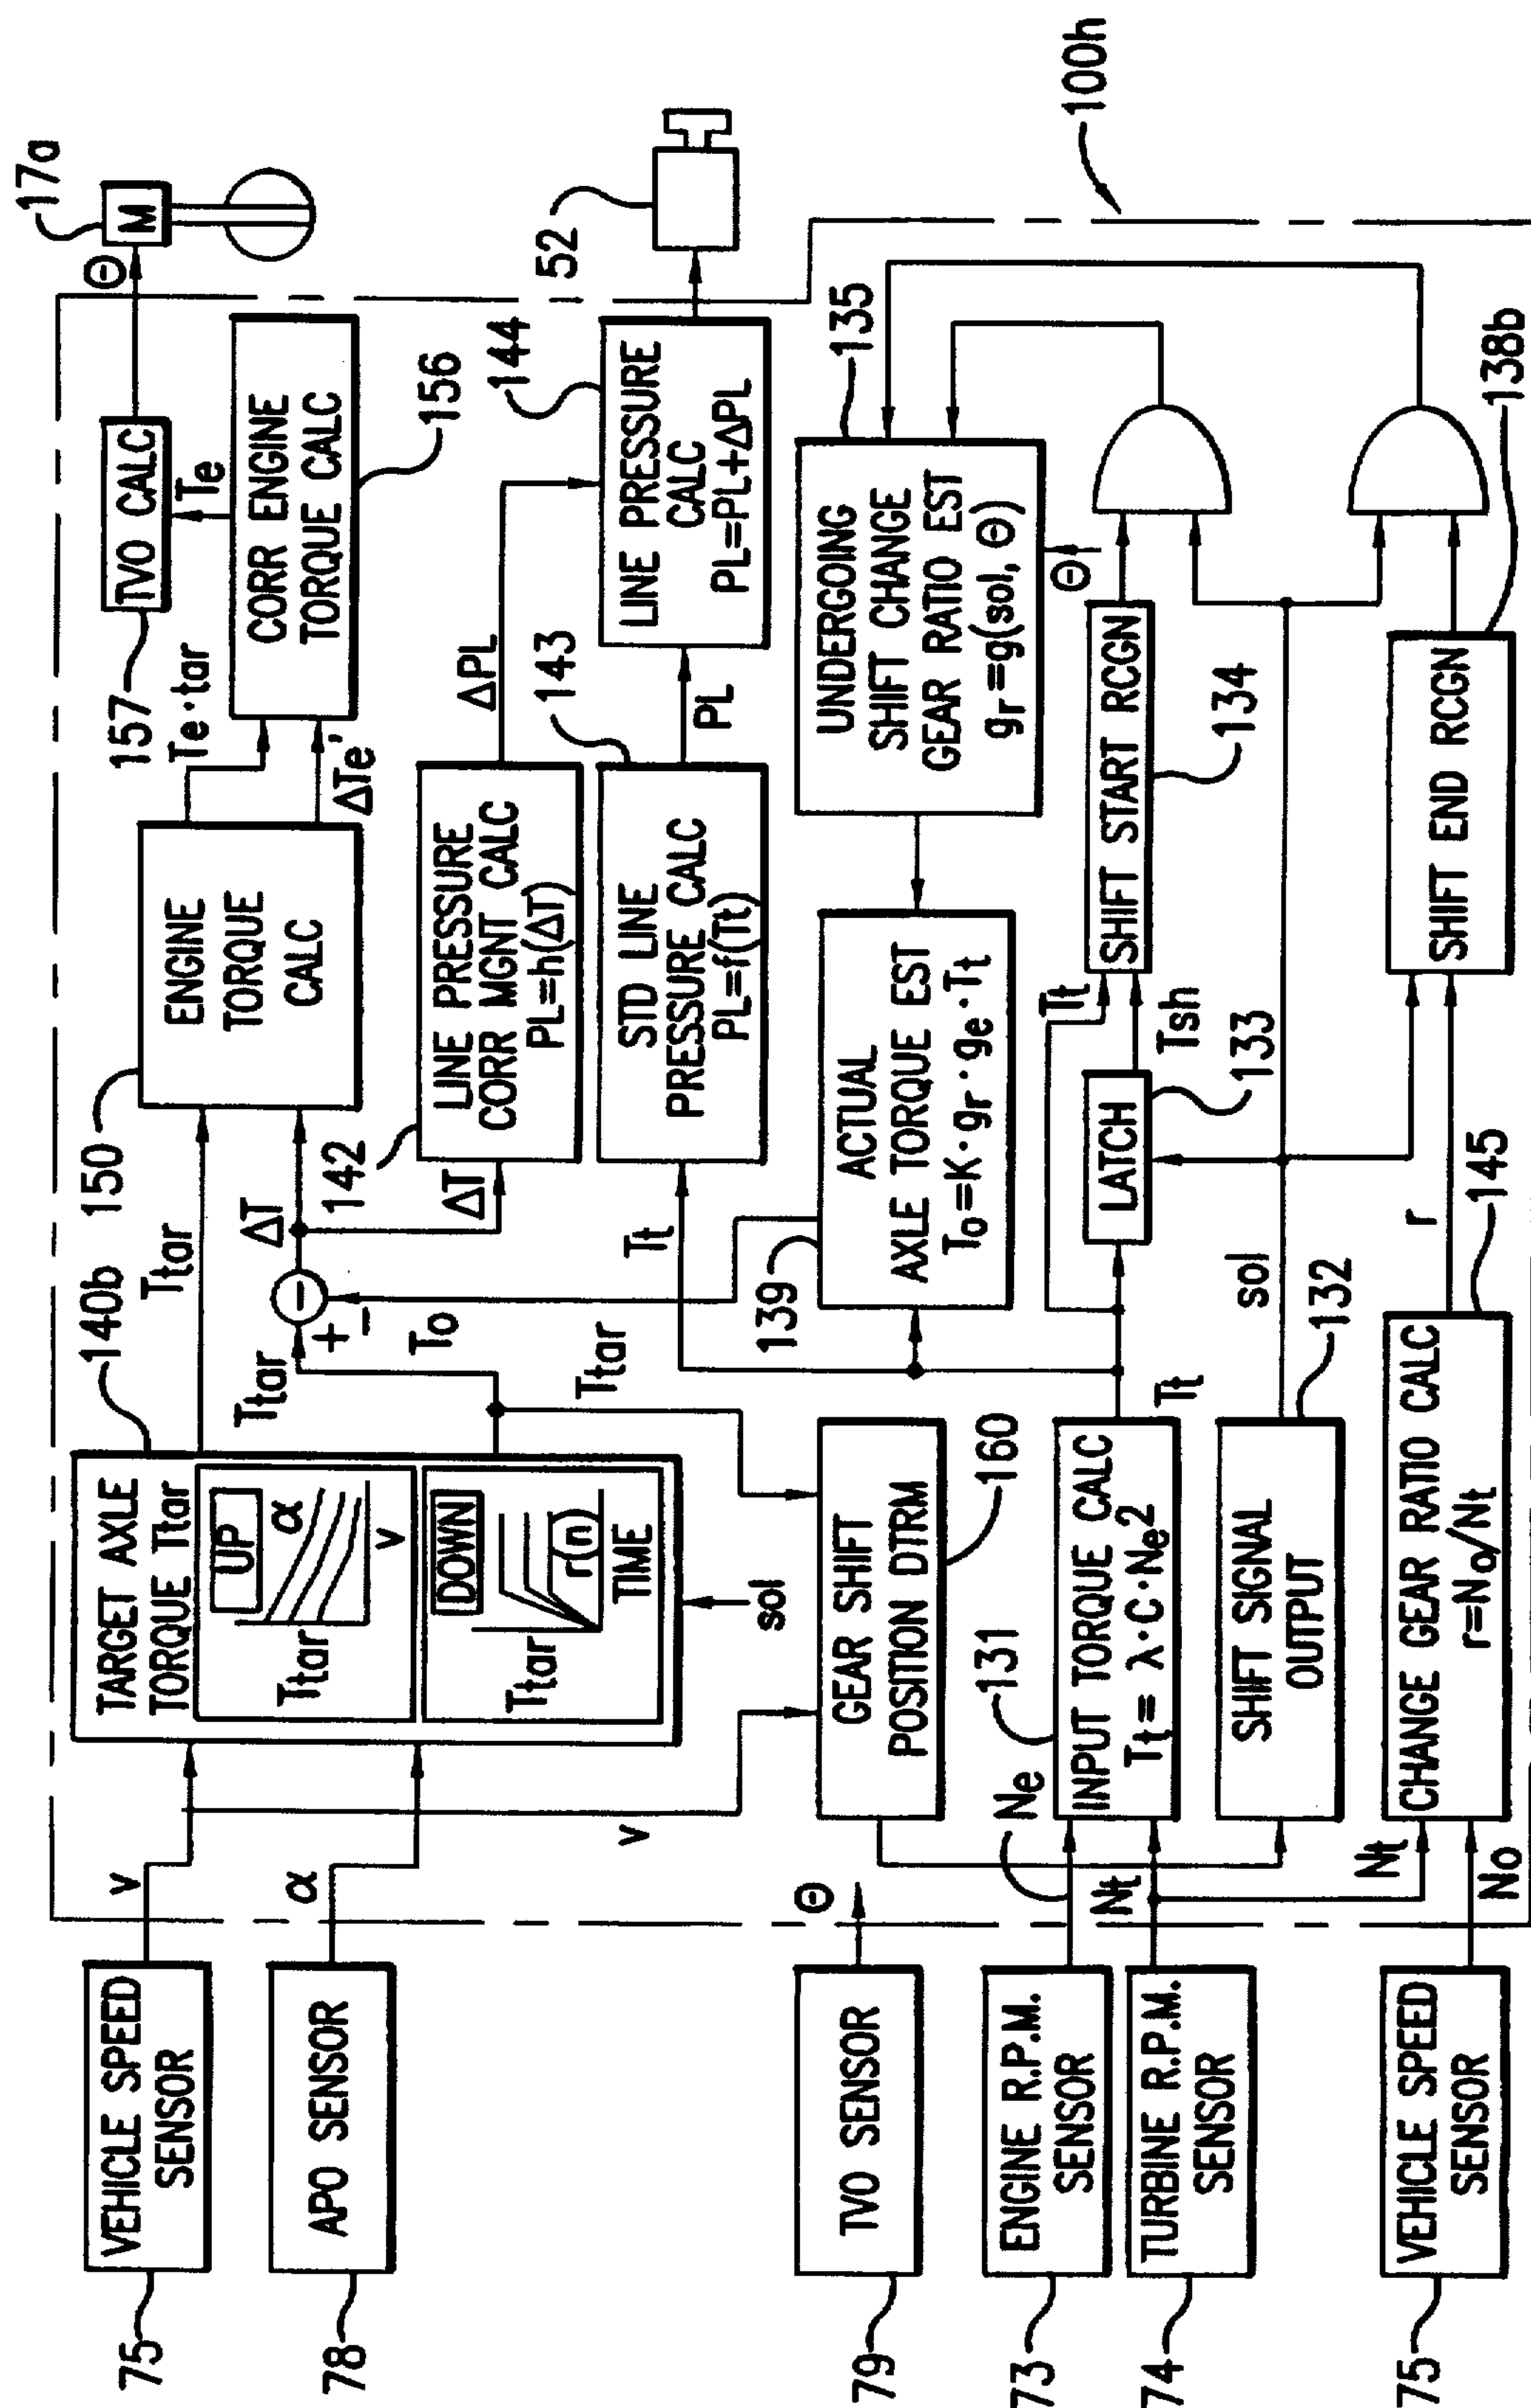 75
VEHICLE SPEED
SENSOR
v
78
APO SENSOR
α
79
TVO SENSOR
Θ
73
ENGINE R.P.M.
SENSOR
Ne
74
TURBINE R.P.M.
SENSOR
Nt
75
VEHICLE SPEED
SENSOR
No
Nt
v
TARGET AXLE
TORQUE Ttar
UP
α
Ttar
v
DOWN
Ttar
r(n)
TIME
sol
140b
Ttar
Ttar
+
-
−
To
Ttar
ΔT
ΔT
150
ENGINE
TORQUE
CALC
Te·tar
ΔTe'
157
TVO CALC
Te
CORR ENGINE
TORQUE CALC
156
Θ
17a
M
142
LINE PRESSURE
CORR MGNT CALC
PL=h(ΔT)
ΔPL
Tt
STD LINE
PRESSURE CALC
PL=f(Tt)
143
PL
144
LINE PRESSURE
CALC
PL=PL+ΔPL
52
GEAR SHIFT
POSITION DTRM
160
139
ACTUAL
AXLE TORQUE EST
To=K·gr·ge·Tt
135
UNDERGOING
SHIFT CHANGE
GEAR RATIO EST
gr=g(sol, Θ)
Θ
131
INPUT TORQUE CALC
Tt= λ·C·Ne2
Tt
Tt
LATCH
133
Tsh
SHIFT START RCGN
134
SHIFT SIGNAL
OUTPUT
132
sol
CHANGE GEAR RATIO CALC
r=No/Nt
145
r
SHIFT END RCGN
138b
100h